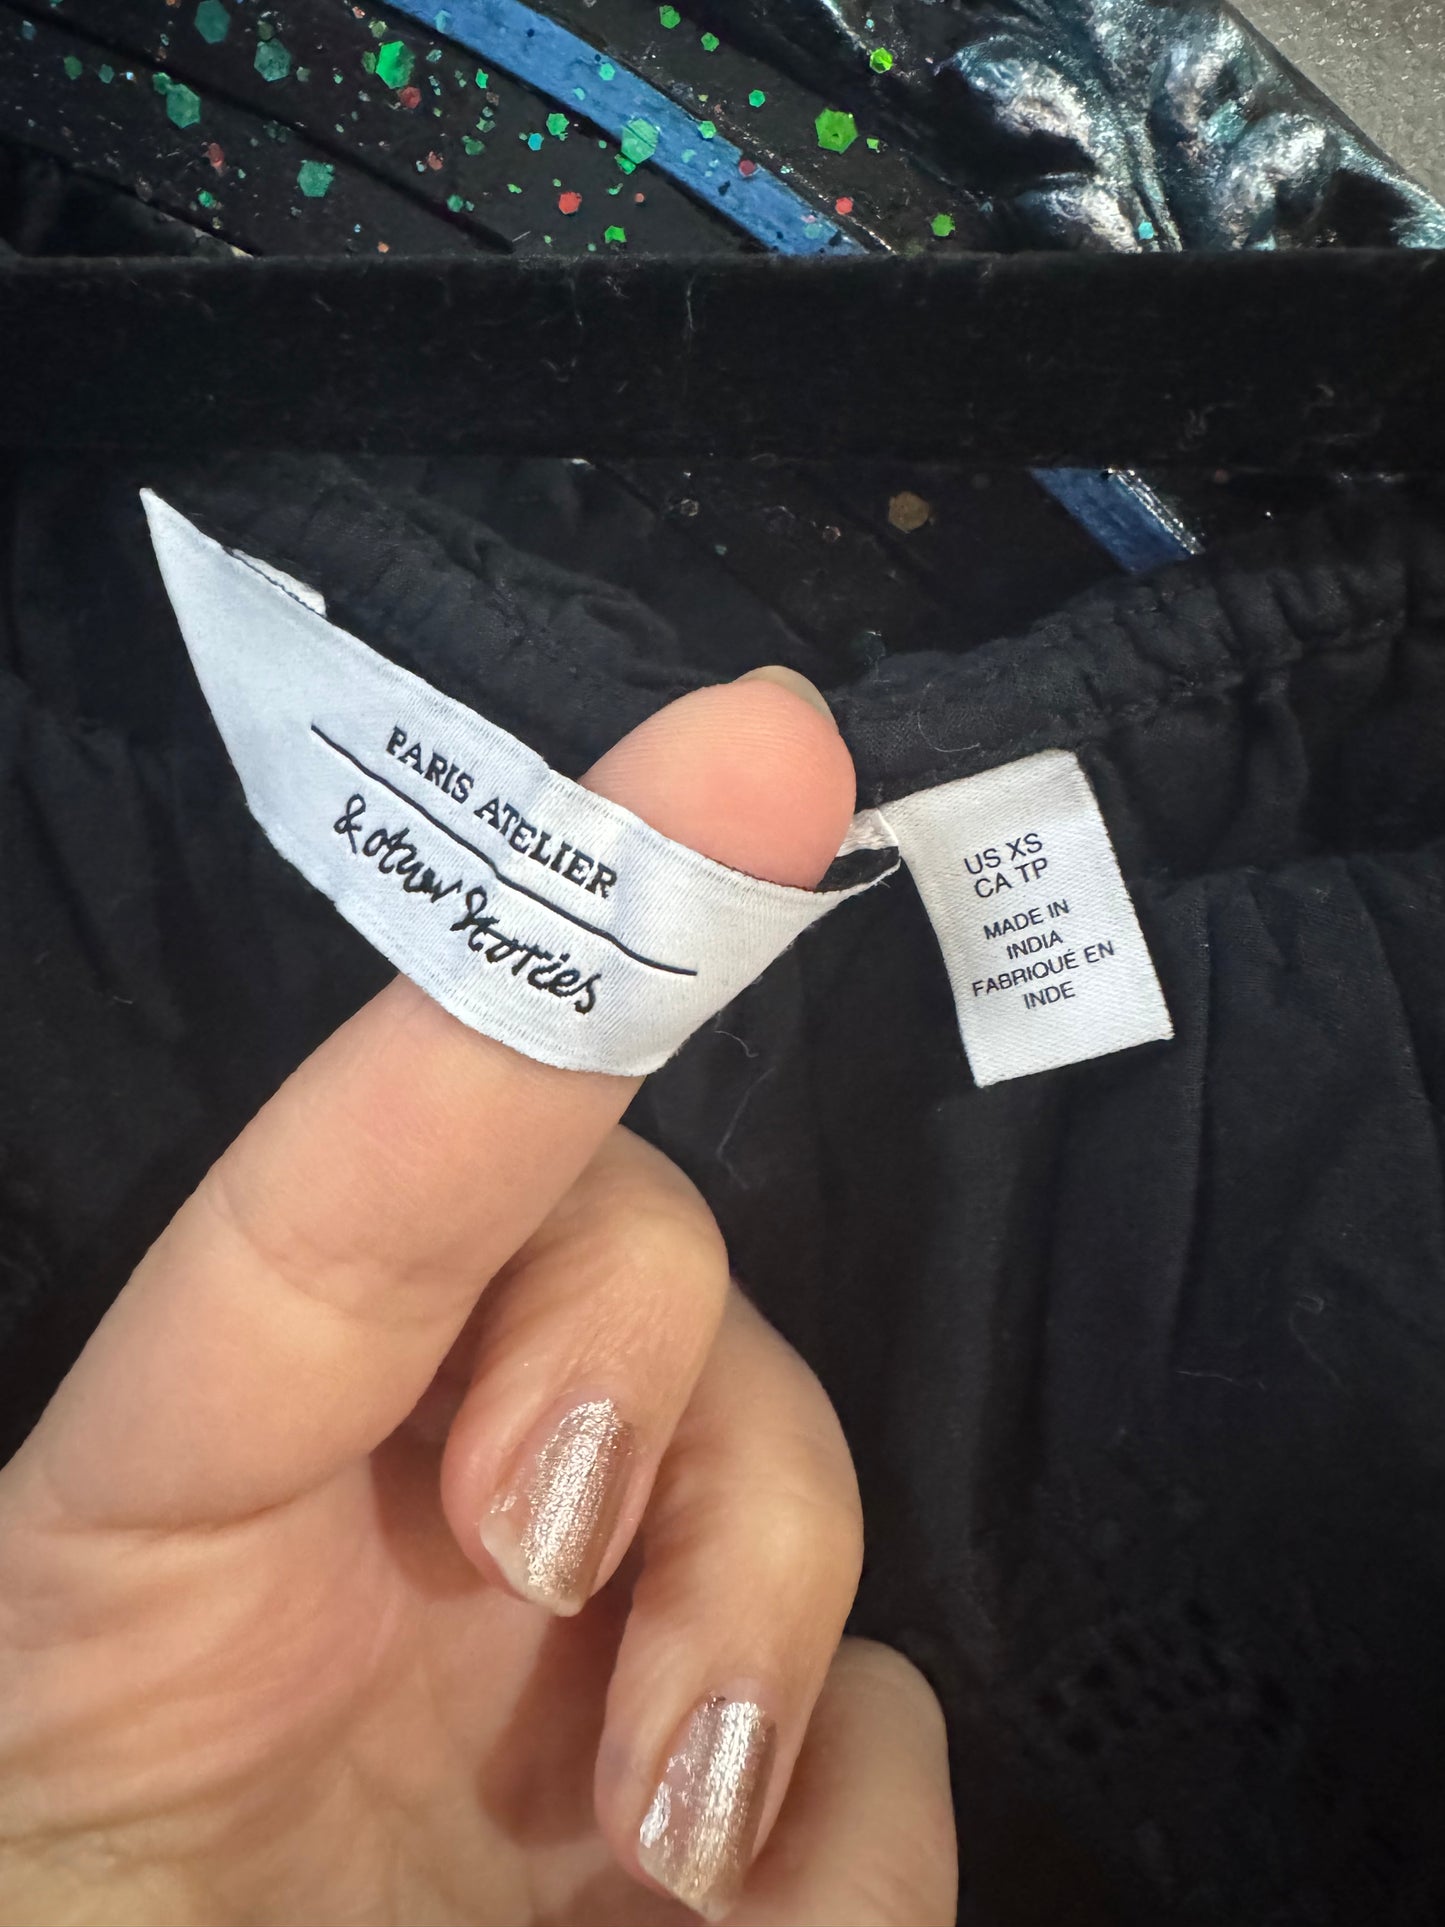 PARIS ATELIER
& other Stories
US XS
CA TP
MADE IN
INDIA
FABRIQUÉ EN
INDE